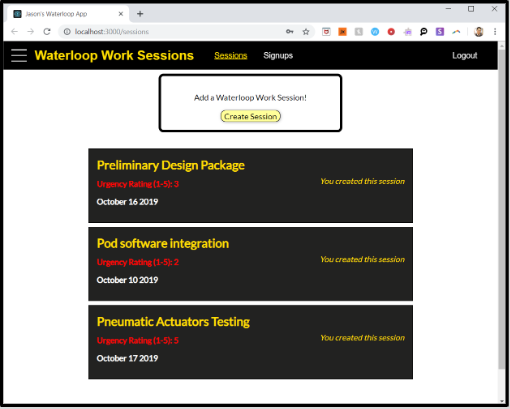 Jason's Waterloop App
localhost:3000/sessions
Waterloop Work Sessions Sessions Signups Logout
Add a Waterloop Work Session!
Create Session
Preliminary Design Package
Urgency Rating (1-5): 3
You created this session
October 16 2019
Pod software integration
Urgency Rating (1-5): 2
You created this session
October 10 2019
Pneumatic Actuators Testing
Urgency Rating (1-5): 5
You created this session
October 17 2019